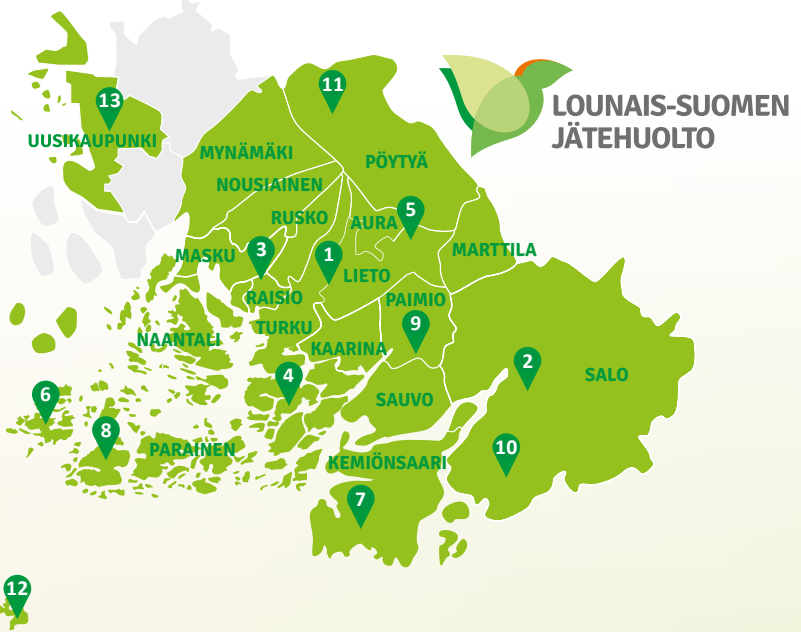 11
13
LOUNAIS-SUOMEN
JÄTEHUOLTO
UUSIKAUPUNKI
MYNÄMÄKI
PÖYTYÄ
NOUSIAINEN
RUSKO
AURA
5
MASKU
3
1
MARTTILA
LIETO
RAISIO
PAIMIO
TURKU
9
NAANTALI
KAARINA
2
4
SALO
6
SAUVO
8
PARAINEN
10
KEMIÖNSAARI
7
12